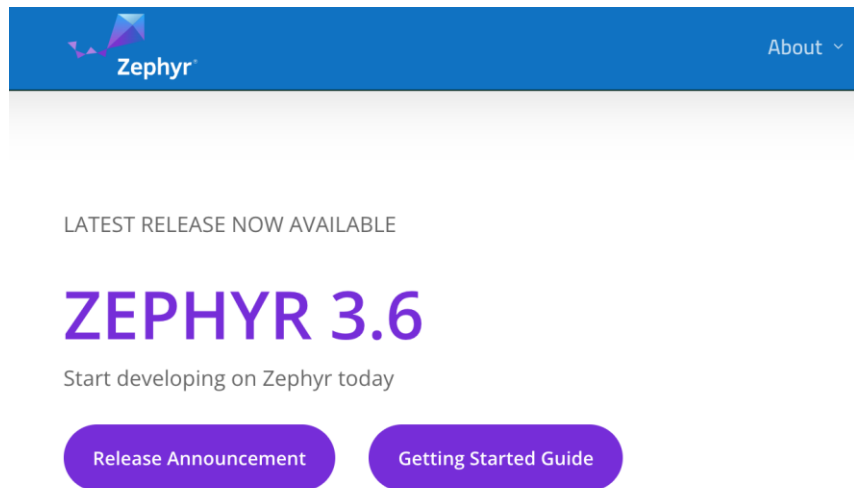 Zephyr
About
LATEST RELEASE NOW AVAILABLE
ZEPHYR 3.6
Start developing on Zephyr today
Release Announcement
Getting Started Guide